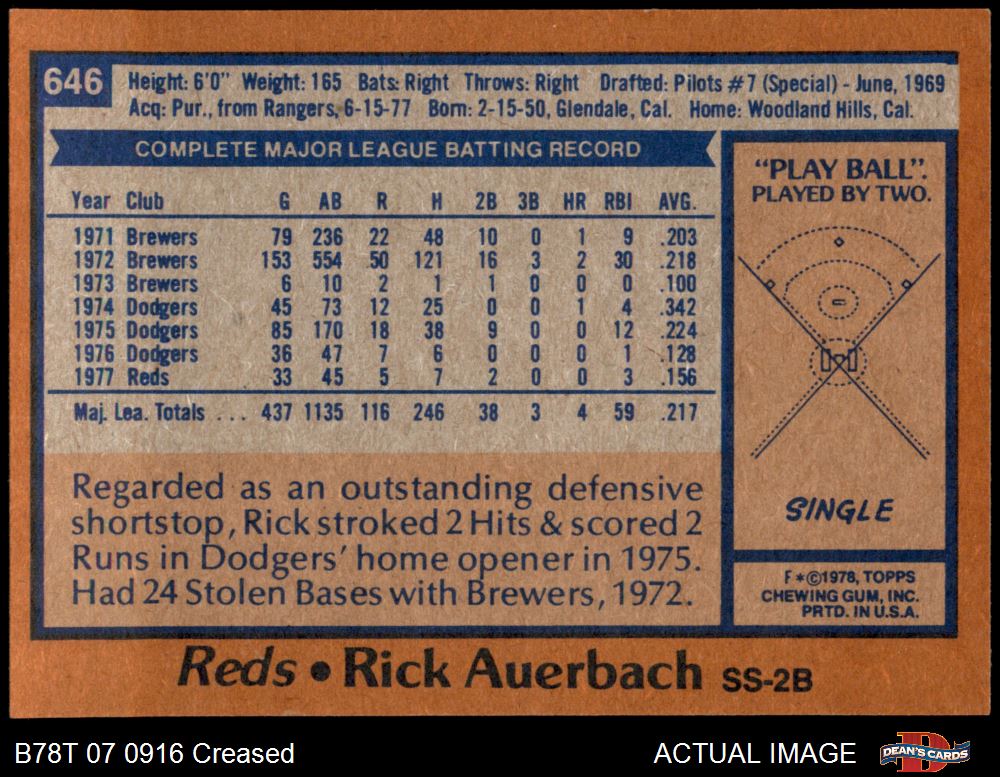 646
Height: 6'0" Weight: 165 Bats: Right Throws: Right Drafted: Pilots #7 (Special) - June, 1969
Acq: Pur., from Rangers, 6-15-77 Born: 2-15-50, Glendale, Cal. Home: Woodland Hills, Cal.
COMPLETE MAJOR LEAGUE BATTING RECORD
Year Club G AB R H 2B 3B HR RBI AVG.
1971 Brewers 79 236 22 48 10 0 1 9 .203
1972 Brewers 153 554 50 121 16 3 2 30 .218
1973 Brewers 6 10 2 1 1 0 0 0 .100
1974 Dodgers 45 73 12 25 0 0 1 4 .342
1975 Dodgers 85 170 18 38 9 0 0 12 .224
1976 Dodgers 36 47 7 6 0 0 0 1 .128
1977 Reds 33 45 5 7 2 0 0 3 .156
Maj. Lea. Totals ... 437 1135 116 246 38 3 4 59 .217
Regarded as an outstanding defensive
shortstop, Rick stroked 2 Hits & scored 2
Runs in Dodgers' home opener in 1975.
Had 24 Stolen Bases with Brewers, 1972.
"PLAY BALL".
PLAYED BY TWO.
SINGLE
F*©1978, TOPPS
CHEWING GUM, INC.
PRTD. IN U.S.A.
Reds • Rick Auerbach SS-2B
B78T 07 0916 Creased
ACTUAL IMAGE
DEAN'S CARDS